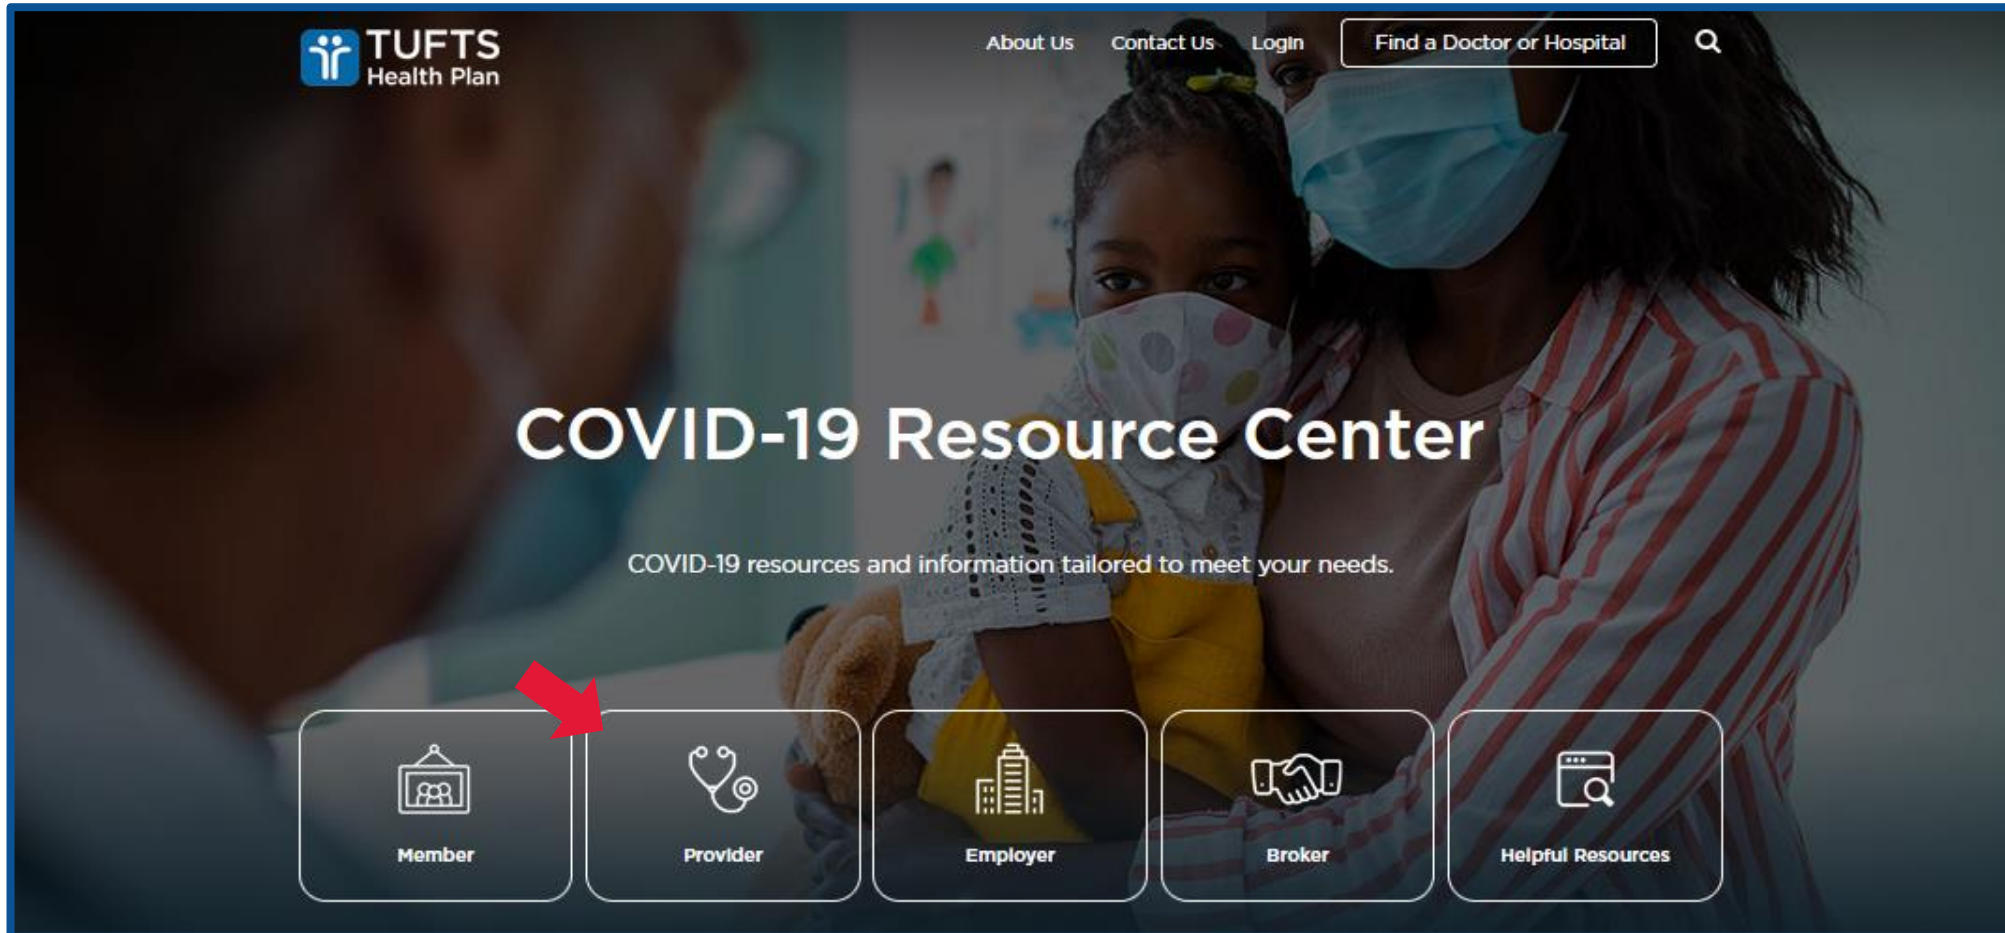 TUFTS
Health Plan
About Us Contact Us Login Find a Doctor or Hospital
COVID-19 Resource Center
COVID-19 resources and information tailored to meet your needs.
Member Provider Employer Broker Helpful Resources